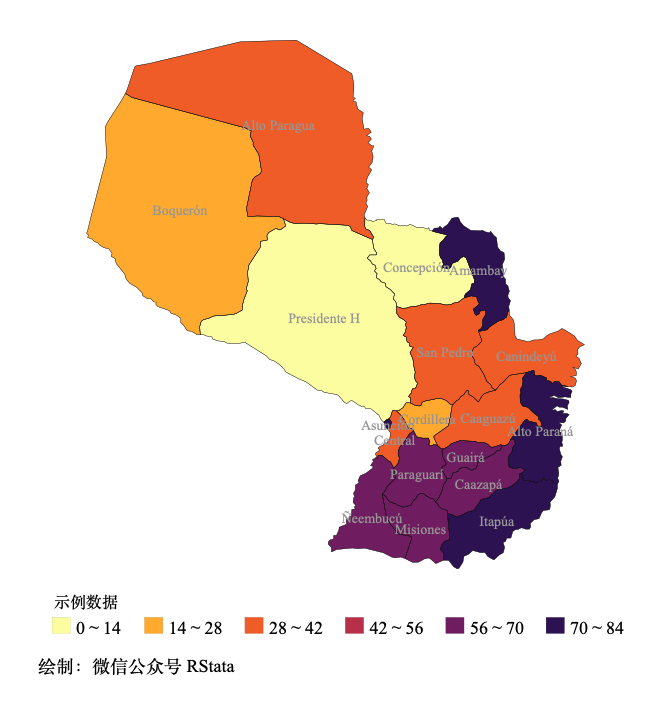 Alto Paragua
Boquerón
Concepción
Amambay
Presidente H
San Pedro
Canindeyú
Cordillera
Caaguazú
Asunción
Alto Paraná
Central
Guairá
Paraguarí
Caazapá
Ñeembucú
Itapúa
Misiones
示例数据
0 ~ 14 14 ~ 28 28 ~ 42 42 ~ 56 56 ~ 70 70 ~ 84
绘制：微信公众号 RStata